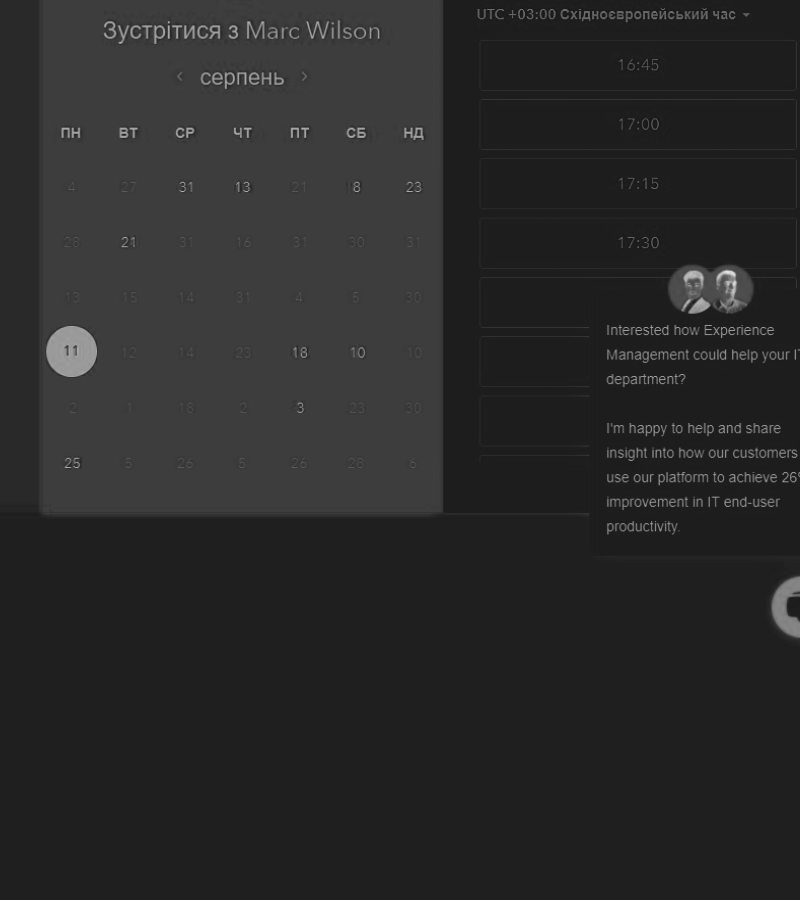 Зустрітися з Marc Wilson
серпень
ПН ВТ СР ЧТ ПТ СБ НД
4 27 31 13 21 8 23
28 21 31 16 31 30 31
13 15 14 31 4 5 30
11 12 14 23 18 10 10
2 1 18 2 3 23 30
25 5 26 5 26 28 6
UTC +03:00 Східноєвропейський час
16:45
17:00
17:15
17:30
Interested how Experience
Management could help your IT
department?
I'm happy to help and share
insight into how our customers
use our platform to achieve 26%
improvement in IT end-user
productivity.